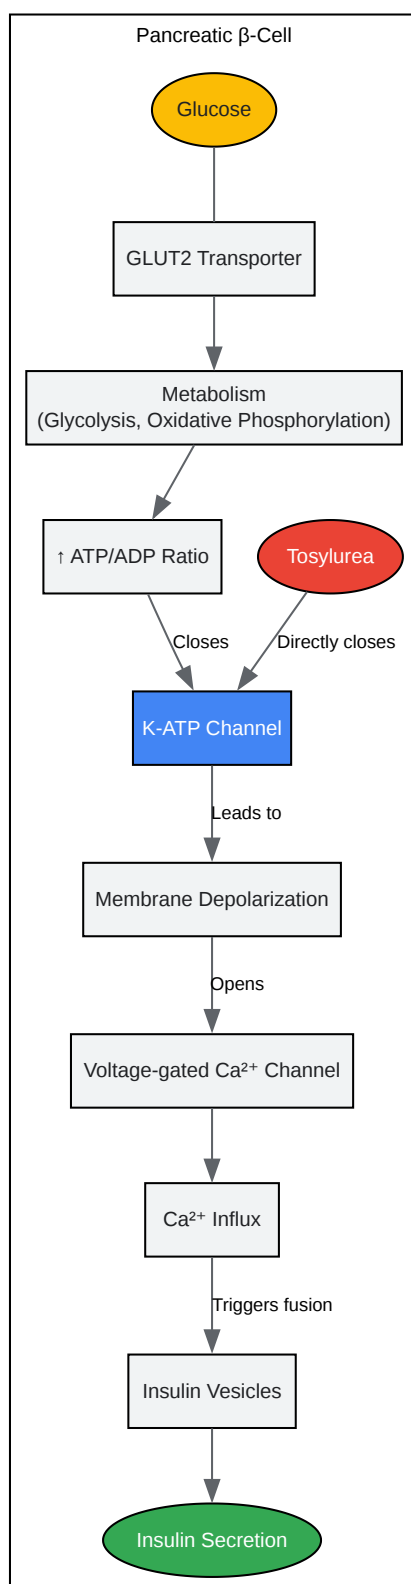 Pancreatic β-Cell
Glucose
GLUT2 Transporter
Metabolism
(Glycolysis, Oxidative Phosphorylation)
↑ ATP/ADP Ratio
Tosylurea
Closes
Directly closes
K-ATP Channel
Leads to
Membrane Depolarization
Opens
Voltage-gated Ca²⁺ Channel
Ca²⁺ Influx
Triggers fusion
Insulin Vesicles
Insulin Secretion